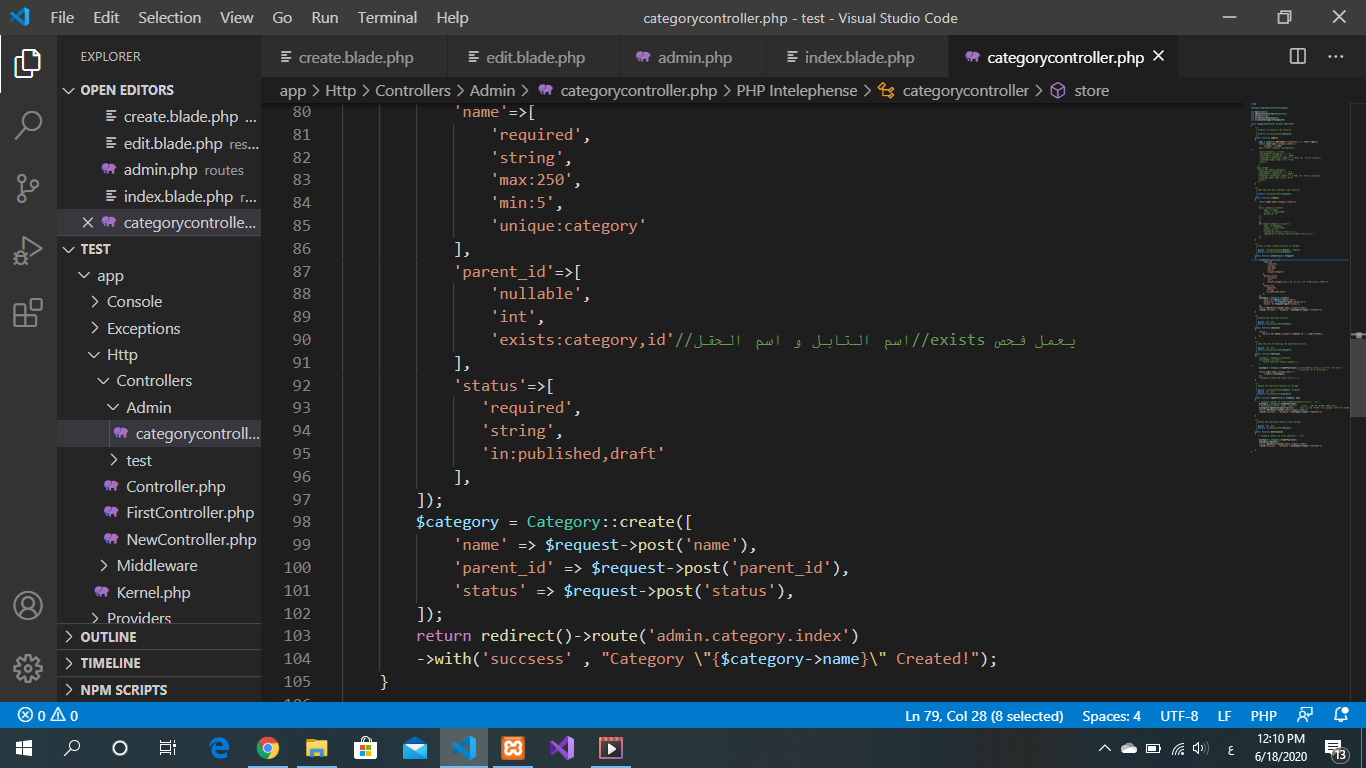 File Edit Selection View Go Run Terminal Help categorycontroller.php - test - Visual Studio Code
EXPLORER
create.blade.php edit.blade.php admin.php index.blade.php categorycontroller.php
OPEN EDITORS
app > Http > Controllers > Admin > categorycontroller.php > PHP Intelephense > categorycontroller > store
create.blade.php ...
edit.blade.php res...
admin.php routes
index.blade.php r...
categorycontrolle...
TEST
app
Console
Exceptions
Http
Controllers
Admin
categorycontroll...
test
Controller.php
FirstController.php
NewController.php
Middleware
Kernel.php
Providers
OUTLINE
TIMELINE
NPM SCRIPTS
80 'name'=>[
81 'required',
82 'string',
83 'max:250',
84 'min:5',
85 'unique:category'
86 ],
87 'parent_id'=>[
88 'nullable',
89 'int',
90 'exists:category,id'//اسم التابل و اسم الحقل//exists يعمل فحص
91 ],
92 'status'=>[
93 'required',
94 'string',
95 'in:published,draft'
96 ],
97 ]);
98 $category = Category::create([
99 'name' => $request->post('name'),
100 'parent_id' => $request->post('parent_id'),
101 'status' => $request->post('status'),
102 ]);
103 return redirect()->route('admin.category.index')
104 ->with('succsess' , "Category \"{$category->name}\" Created!");
105 }
0 0 Ln 79, Col 28 (8 selected) Spaces: 4 UTF-8 LF PHP
ع 12:10 PM
6/18/2020 13